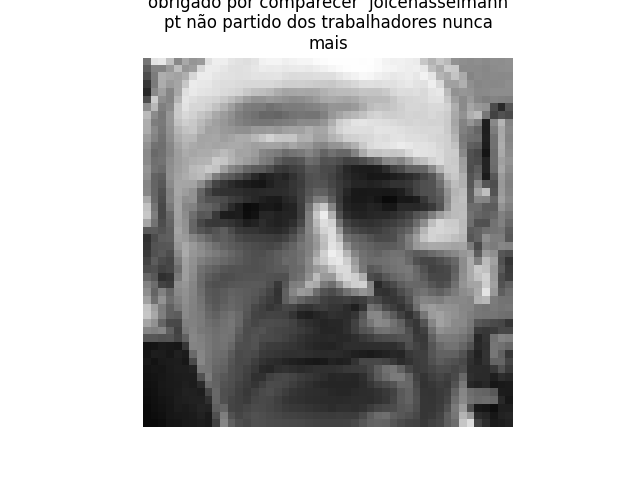 obrigado por comparecer joicehasselmann
pt não partido dos trabalhadores nunca
mais